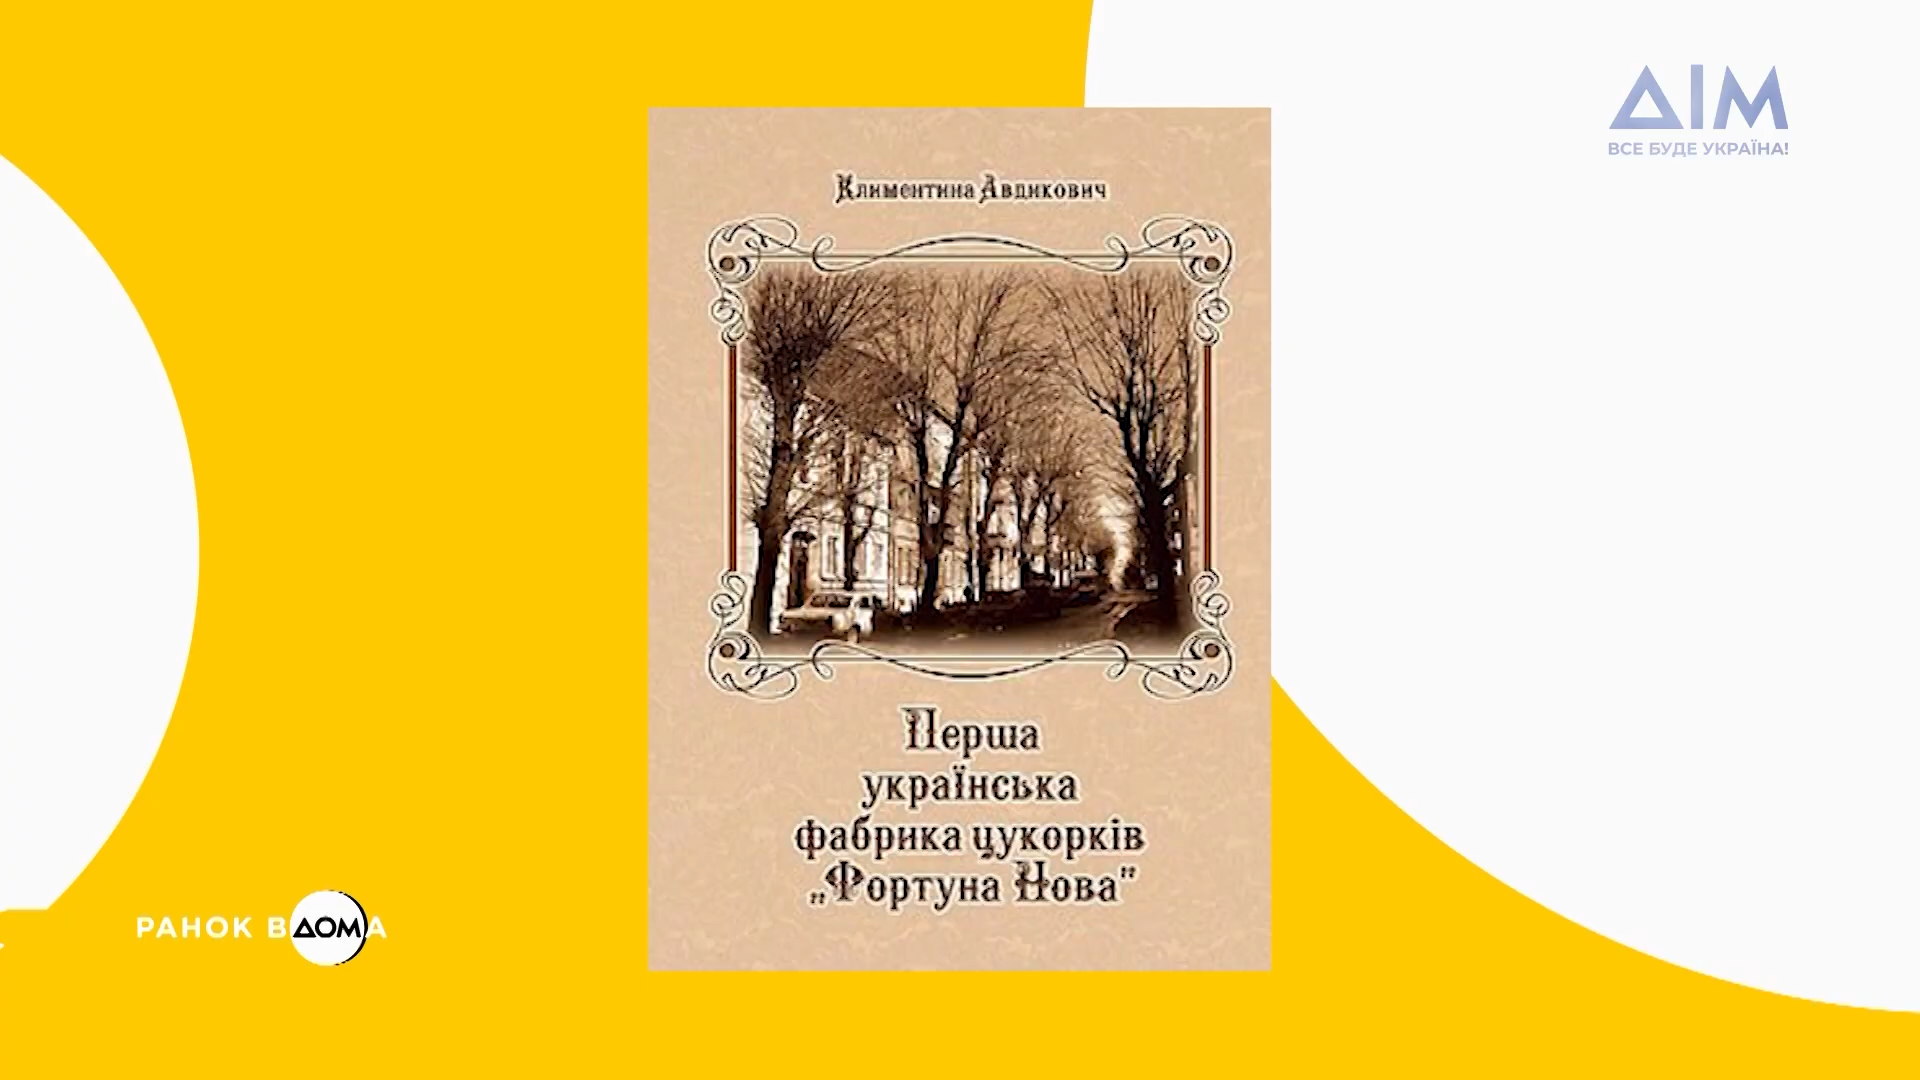 ДІМ
ВСЕ БУДЕ УКРАЇНА!
Климентина Авдикович
Перша
українська
фабрика цукорків
„Фортуна Нова"
РАНОК ВДОМА